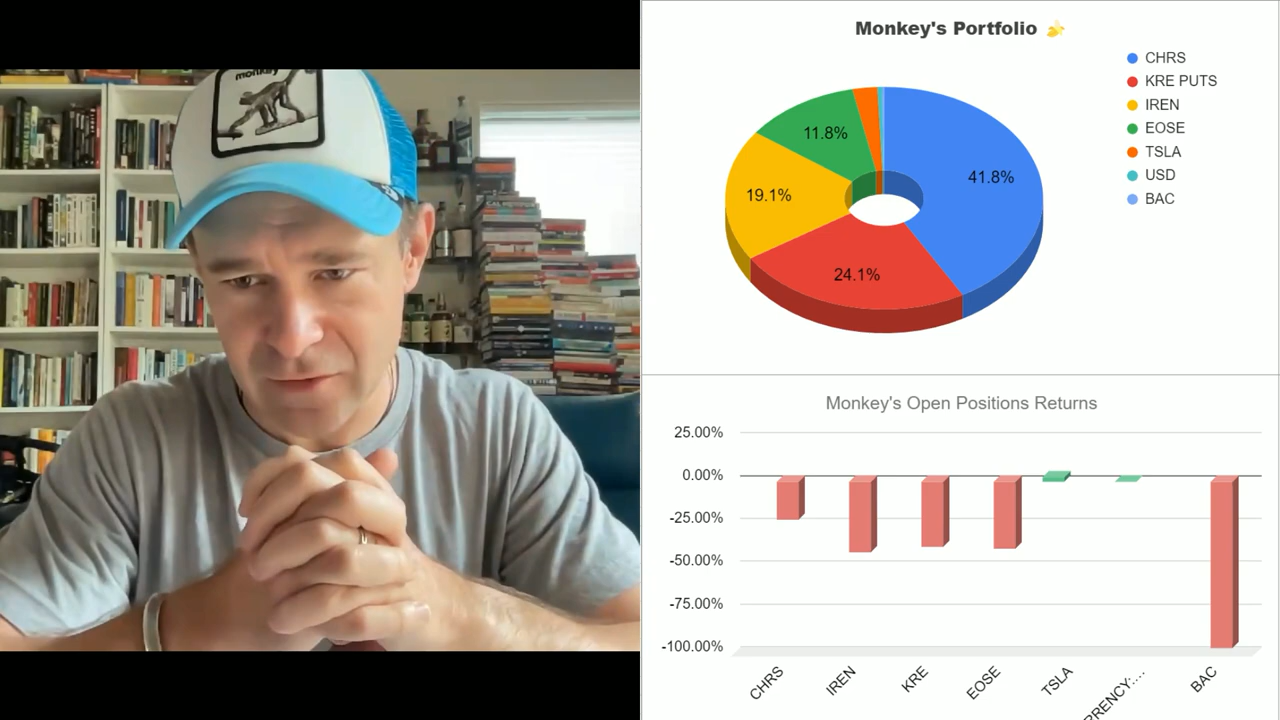 monkey
Monkey's Portfolio 🍌
CHRS
KRE PUTS
IREN
EOSE
TSLA
USD
BAC
11.8%
41.8%
19.1%
24.1%
Monkey's Open Positions Returns
25.00%
0.00%
-25.00%
-50.00%
-75.00%
-100.00%
CHRS
IREN
KRE
EOSE
TSLA
RRENCY:...
BAC